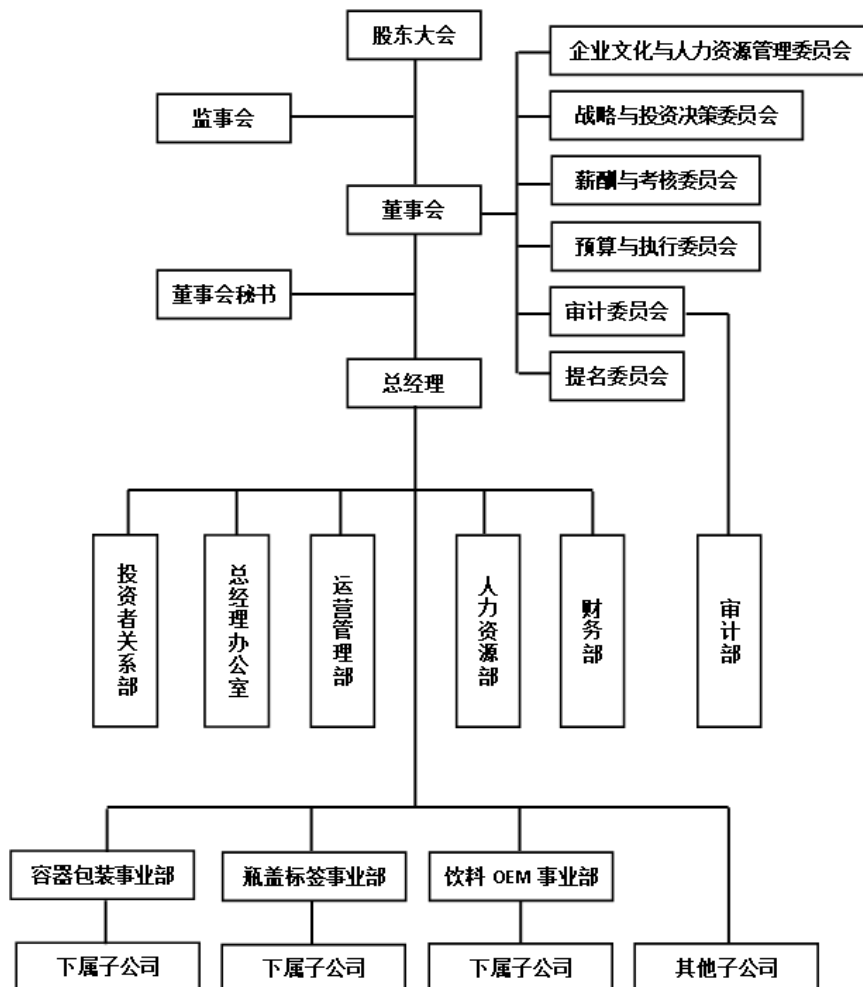 股东大会
企业文化与人力资源管理委员会
监事会
战略与投资决策委员会
薪酬与考核委员会
董事会
预算与执行委员会
董事会秘书
审计委员会
总经理
提名委员会
投资者关系部
总经理办公室
运营管理部
人力资源部
财务部
审计部
容器包装事业部
瓶盖标签事业部
饮料 OEM 事业部
下属子公司
下属子公司
下属子公司
其他子公司